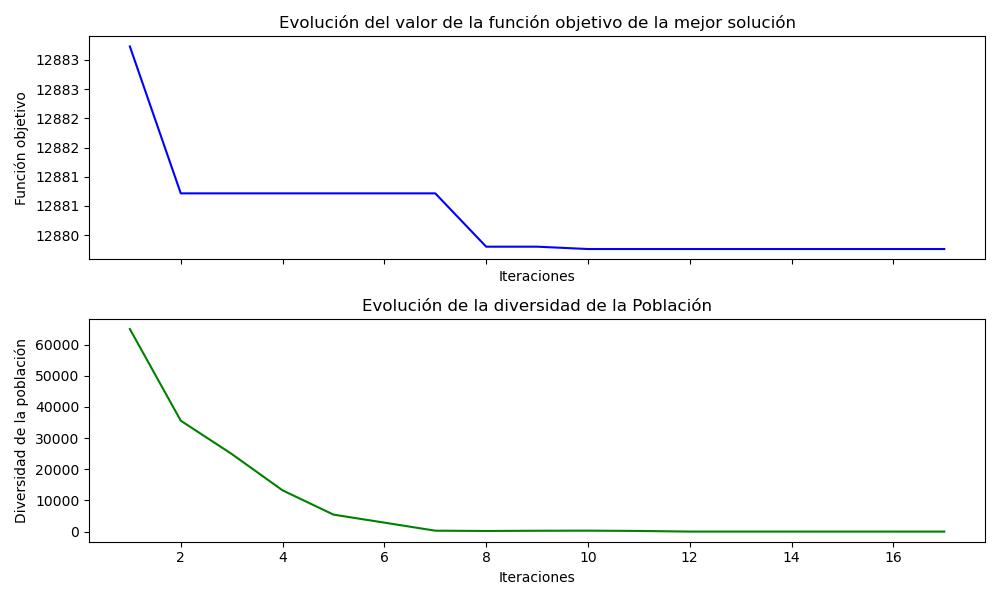 Evolución del valor de la función objetivo de la mejor solución
12883
12883
12882
12882
12881
12881
12880
Función objetivo
Iteraciones
Evolución de la diversidad de la Población
60000
50000
40000
30000
20000
10000
0
Diversidad de la población
2 4 6 8 10 12 14 16
Iteraciones